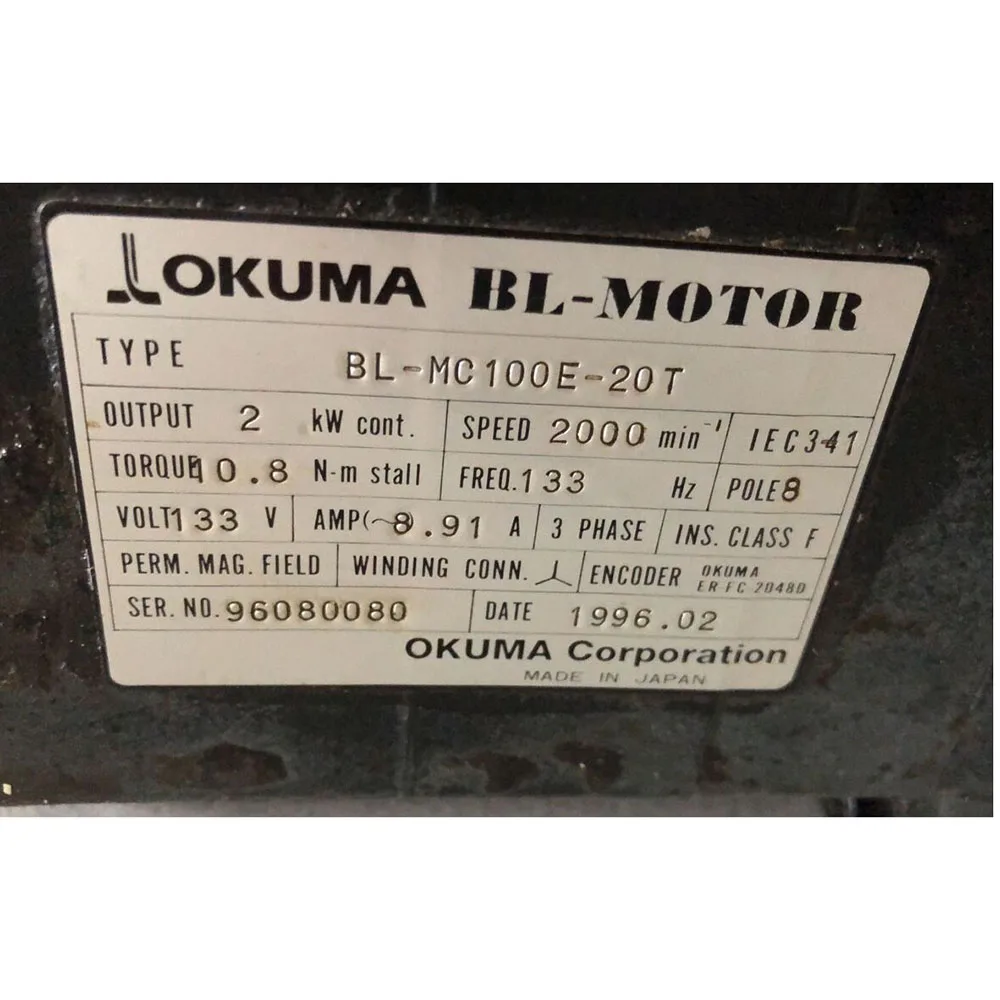 OKUMA BL-MOTOR
TYPE BL-MC100E-20T
OUTPUT 2 kW cont. SPEED 2000 min⁻¹ IEC341
TORQUE 10.8 N-m stall FREQ. 133 Hz POLE 8
VOLT 133 V AMP(~) 8.91 A 3 PHASE INS. CLASS F
PERM. MAG. FIELD WINDING CONN. ENCODER OKUMA
ER-FC 2048D
SER. NO. 96080080 DATE 1996.02
OKUMA Corporation
MADE IN JAPAN